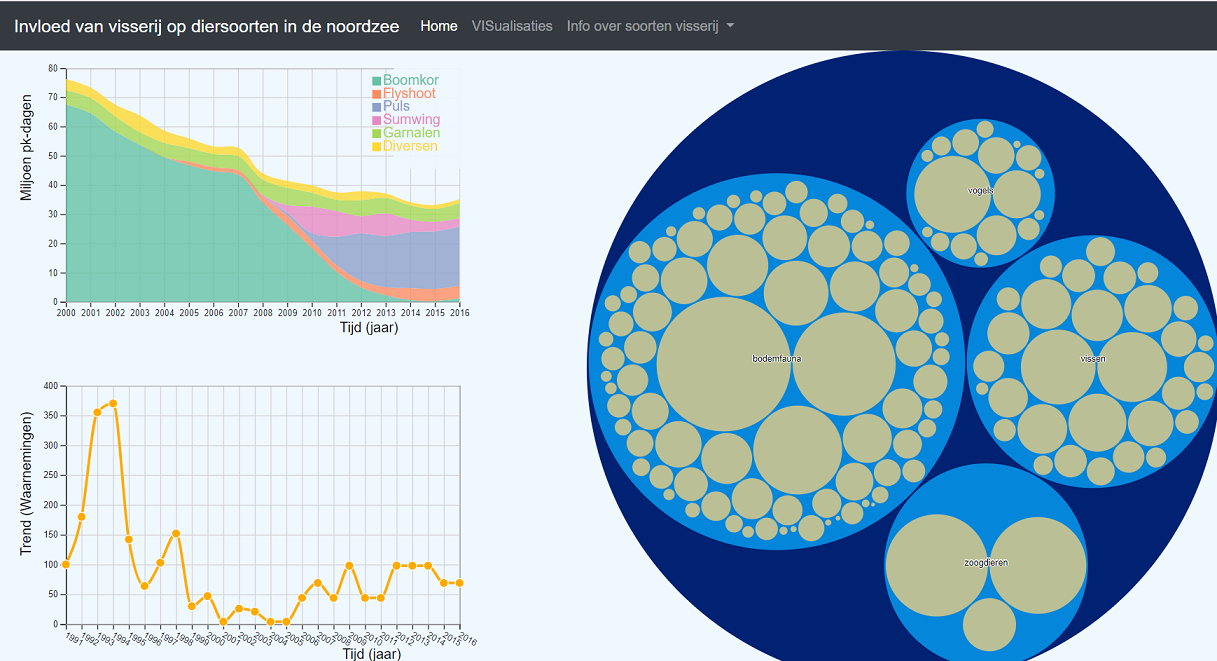 Invloed van visserij op diersoorten in de noordzee Home VISualisaties Info over soorten visserij
Miljoen pk-dagen
80
70
60
50
40
30
20
10
0
Boomkor
Flyshoot
Puls
Sumwing
Garnalen
Diversen
2000 2001 2002 2003 2004 2005 2006 2007 2008 2009 2010 2011 2012 2013 2014 2015 2016
Tijd (jaar)
Trend (Waarnemingen)
400
350
300
250
200
150
100
50
0
1991 1992 1993 1994 1995 1996 1997 1998 1999 2000 2001 2002 2003 2004 2005 2006 2007 2008 2009 2010 2011 2012 2013 2014 2015 2016
Tijd (jaar)
vogels
bodemfauna
vissen
zoogdieren